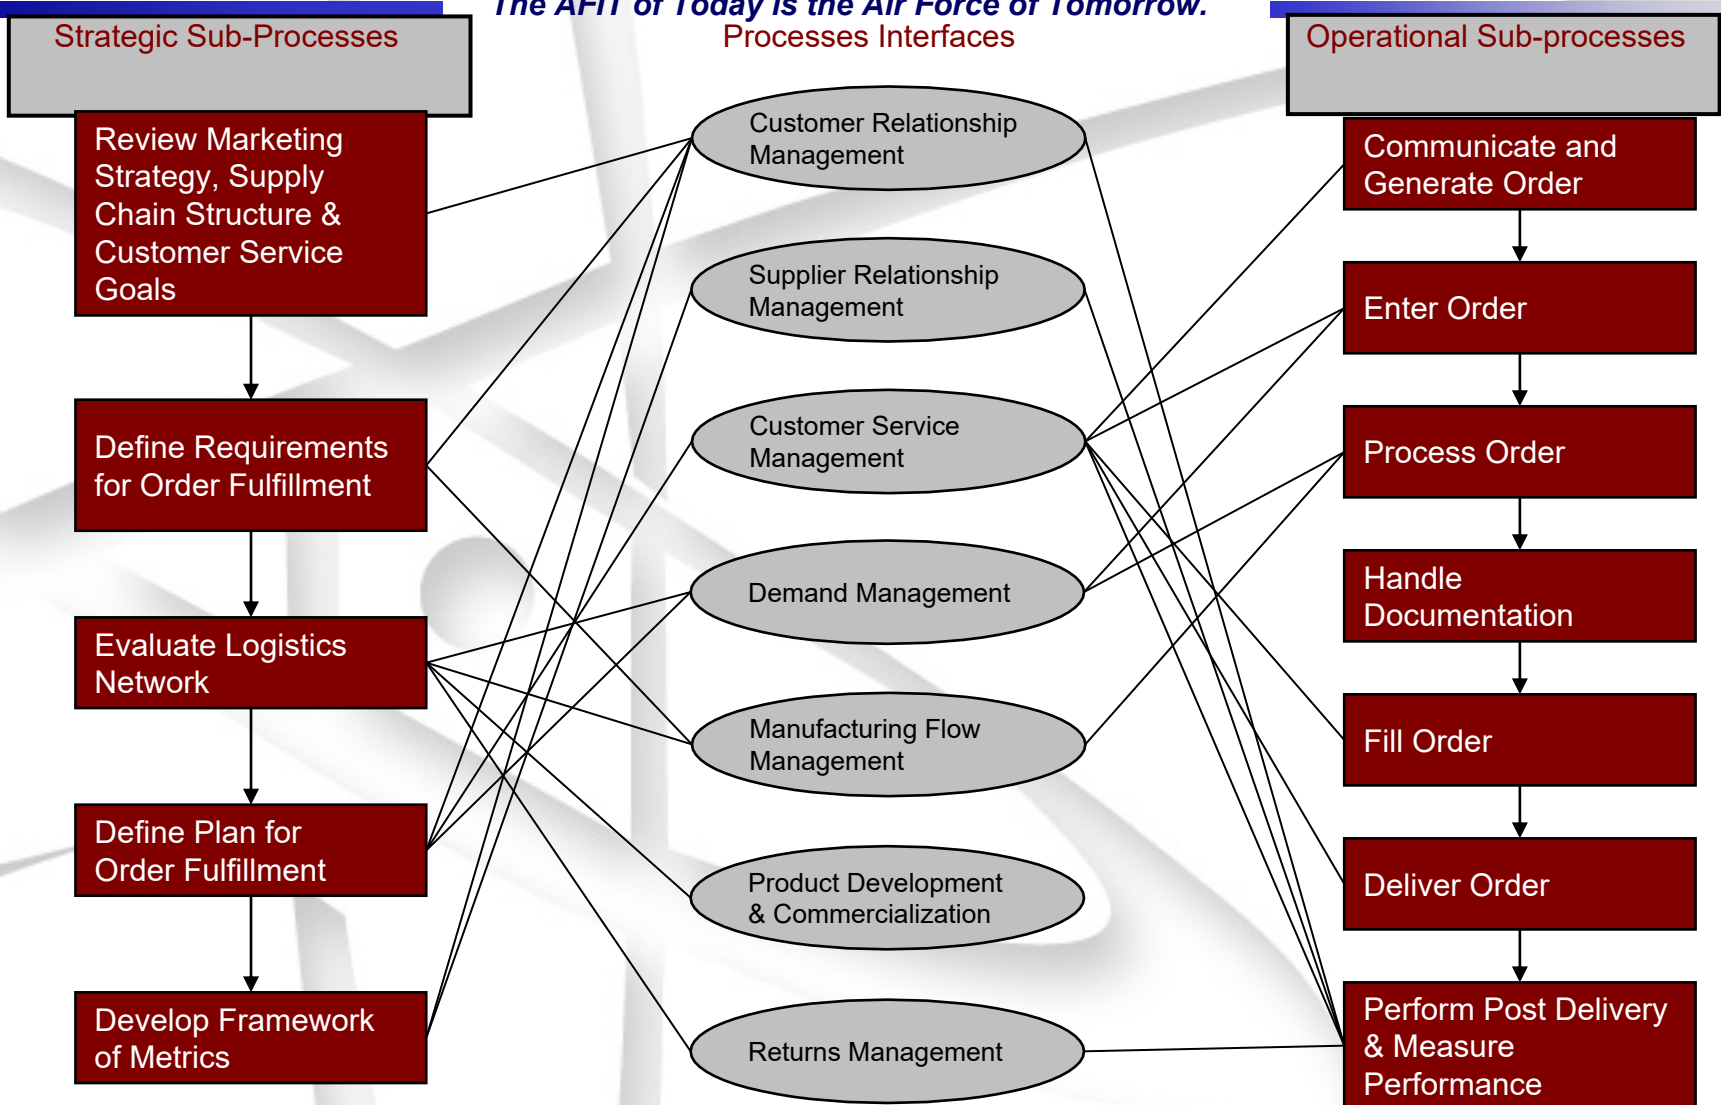 The AFIT of Today is the Air Force of Tomorrow.
Strategic Sub-Processes
Processes Interfaces
Operational Sub-processes
Review Marketing
Strategy, Supply
Chain Structure &
Customer Service
Goals
Define Requirements
for Order Fulfillment
Evaluate Logistics
Network
Define Plan for
Order Fulfillment
Develop Framework
of Metrics
Customer Relationship
Management
Supplier Relationship
Management
Customer Service
Management
Demand Management
Manufacturing Flow
Management
Product Development
& Commercialization
Returns Management
Communicate and
Generate Order
Enter Order
Process Order
Handle
Documentation
Fill Order
Deliver Order
Perform Post Delivery
& Measure
Performance